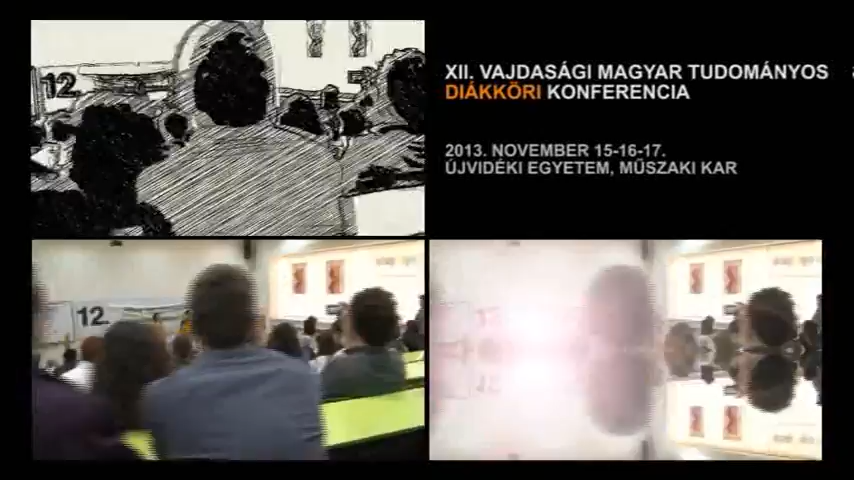 12.
XII. VAJDASÁGI MAGYAR TUDOMÁNYOS
DIÁKKÖRI KONFERENCIA
2013. NOVEMBER 15-16-17.
ÚJVIDÉKI EGYETEM, MŰSZAKI KAR
12.